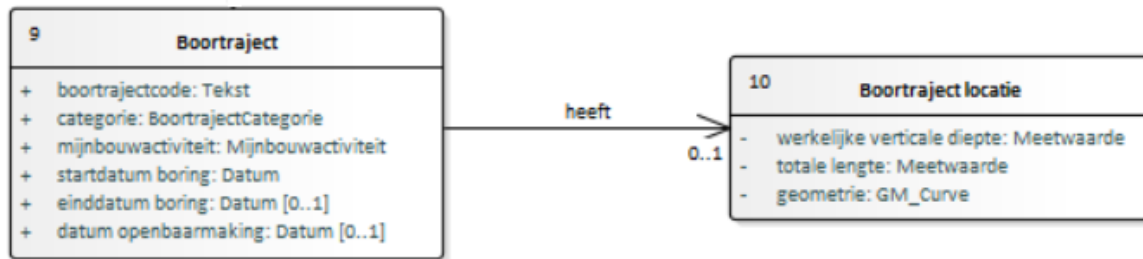 9
Boortraject
+ boortrajectcode: Tekst
+ categorie: BoortrajectCategorie
+ mijnbouwactiviteit: Mijnbouwactiviteit
+ startdatum boring: Datum
+ einddatum boring: Datum [0..1]
+ datum openbaarmaking: Datum [0..1]
heeft
0..1
10
Boortraject locatie
- werkelijke verticale diepte: Meetwaarde
- totale lengte: Meetwaarde
- geometrie: GM_Curve